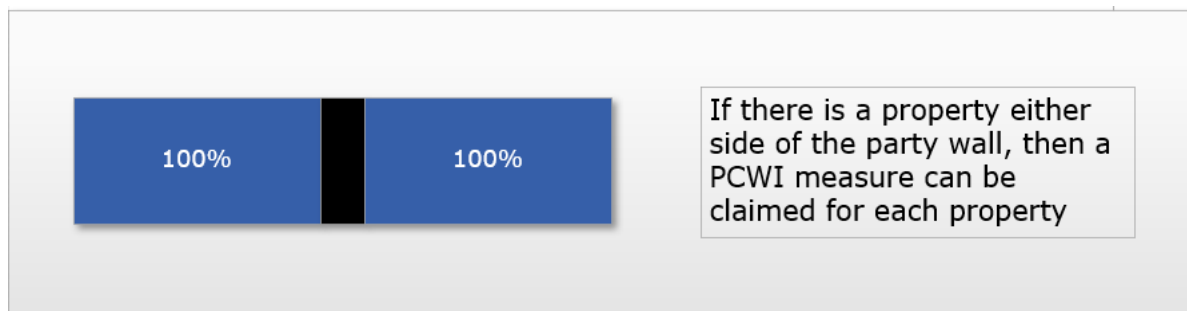 100%
100%
If there is a property either
side of the party wall, then a
PCWI measure can be
claimed for each property